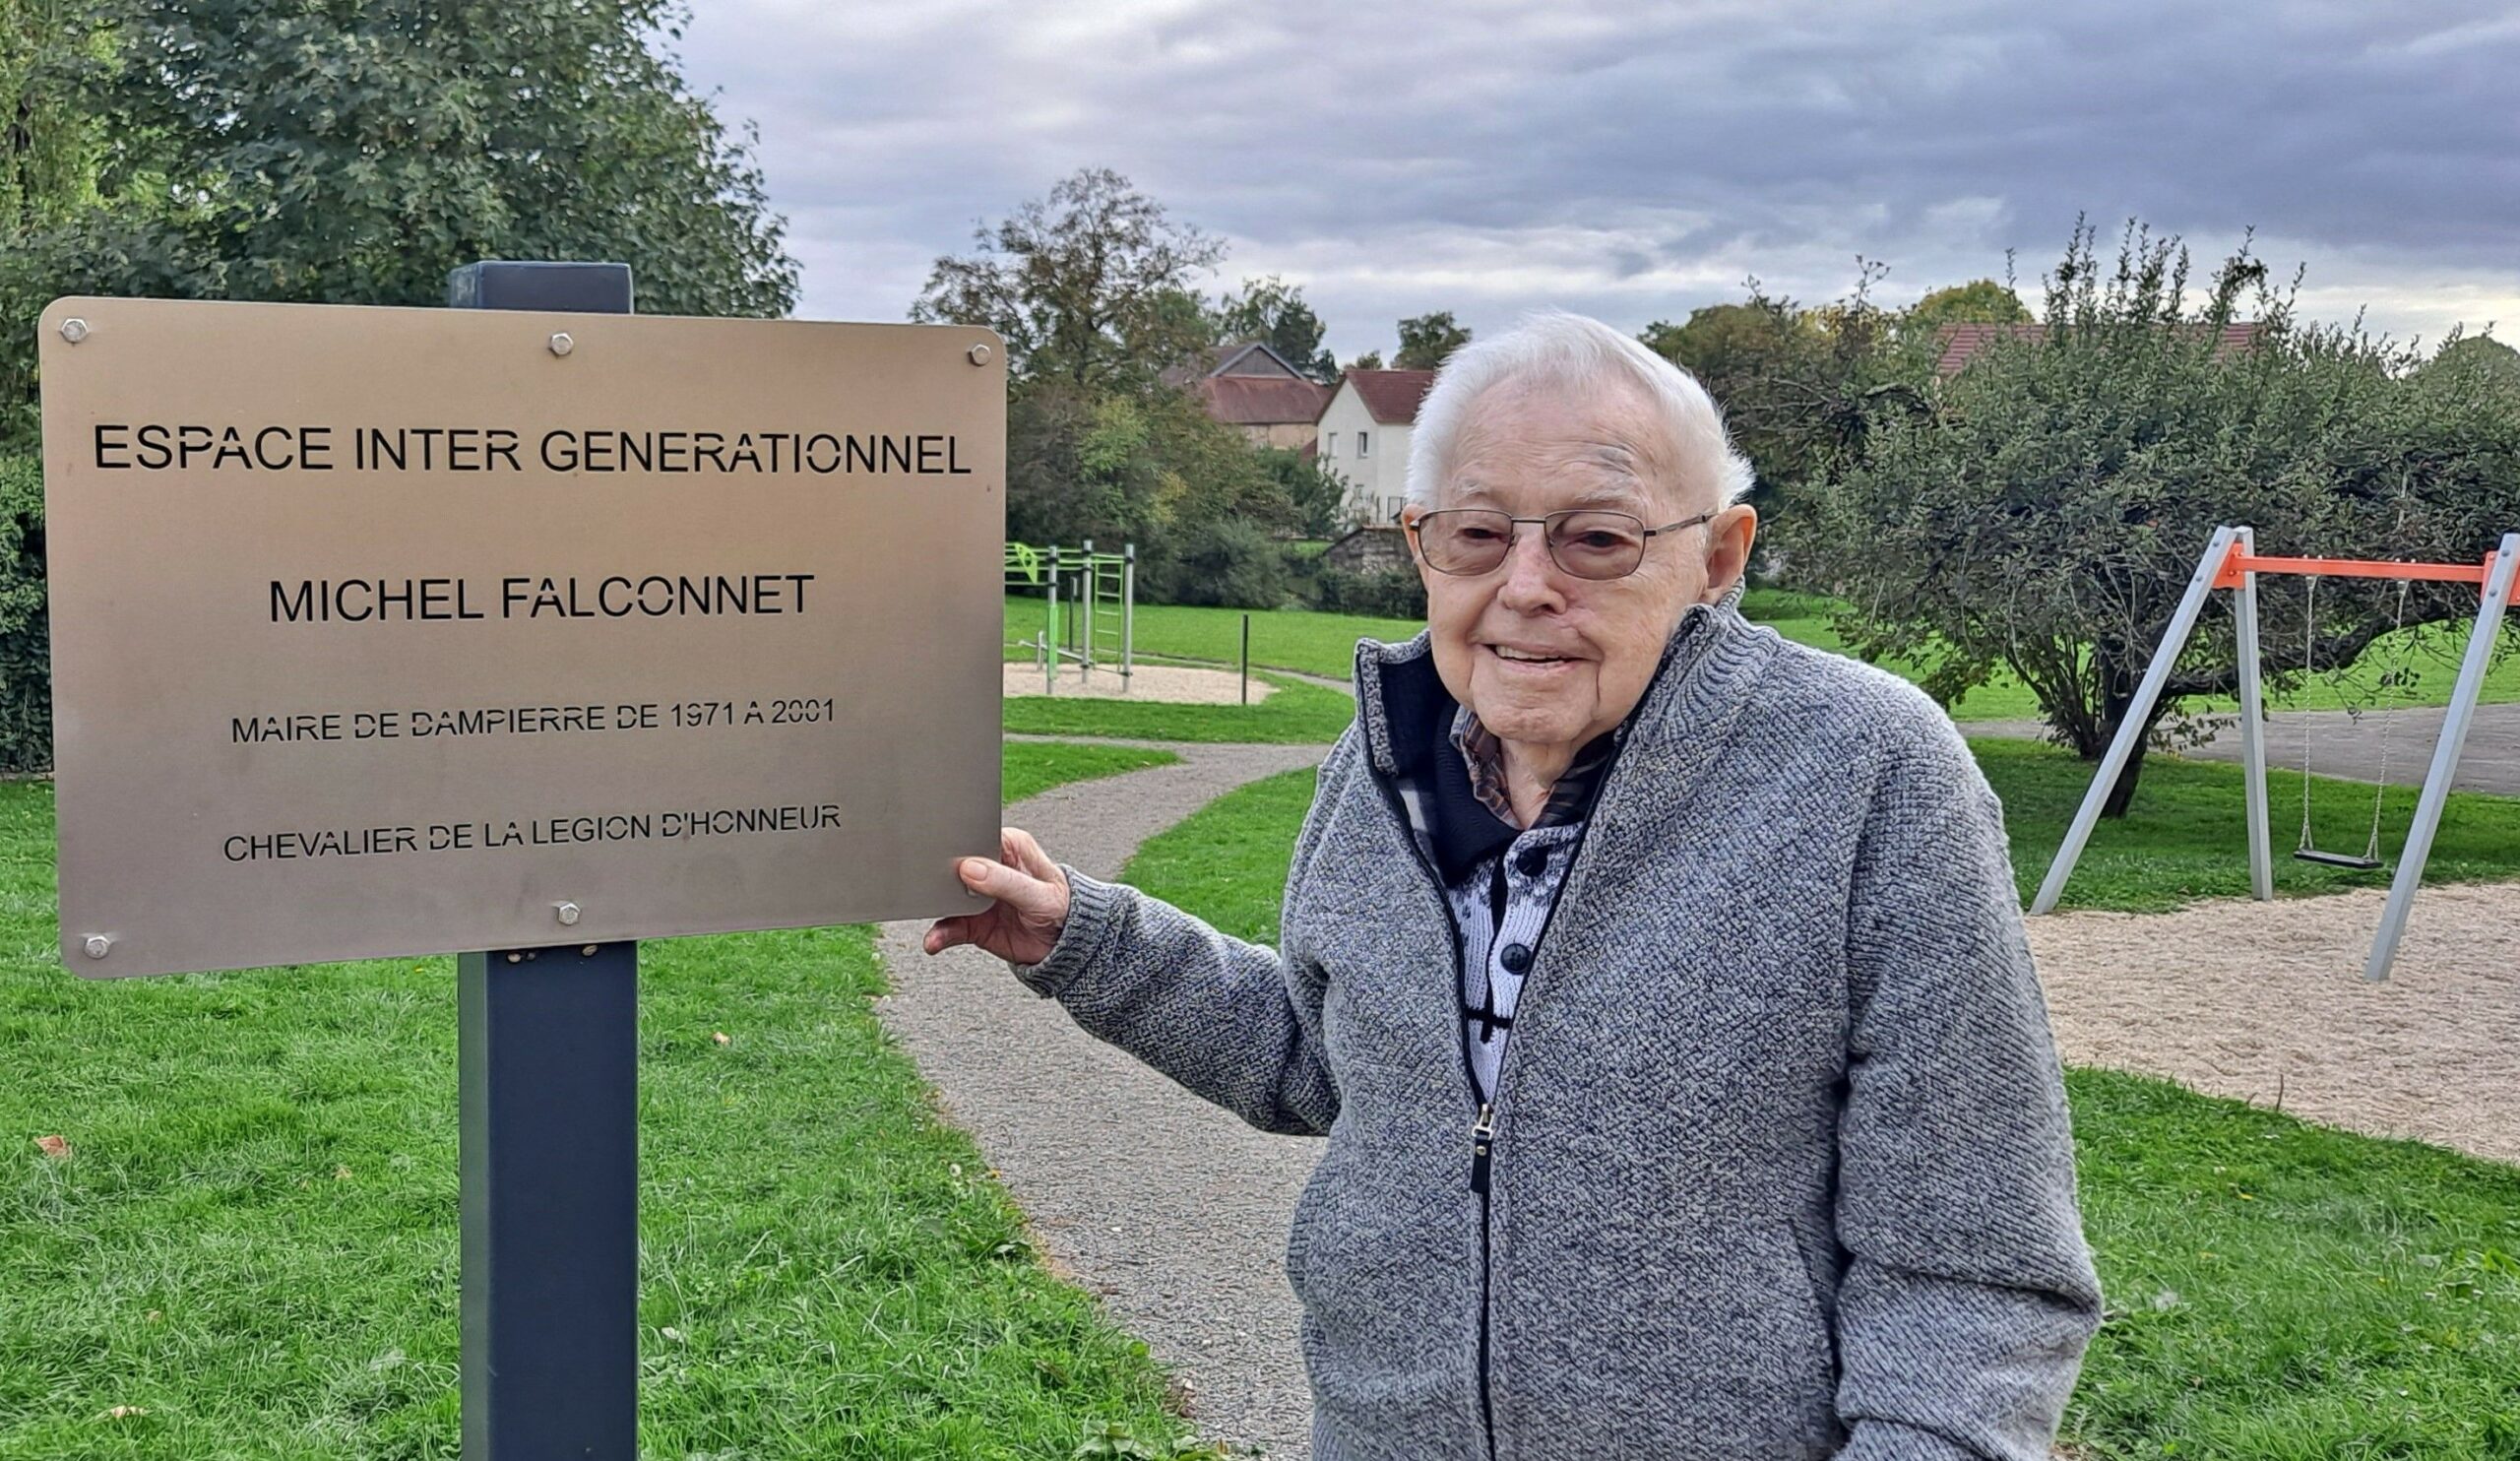 ESPACE INTER GENERATIONNEL
MICHEL FALCONNET
MAIRE DE DAMPIERRE DE 1971 A 2001
CHEVALIER DE LA LEGION D'HONNEUR